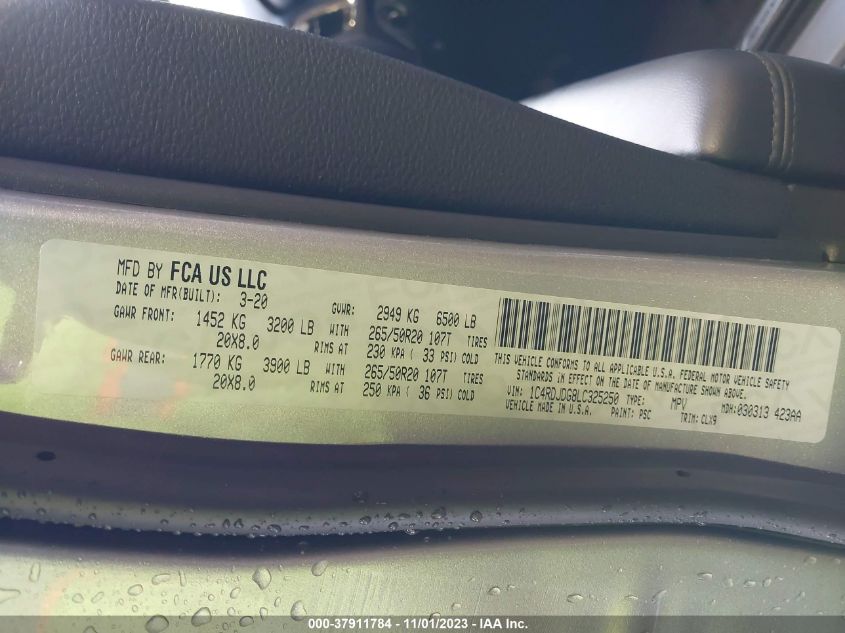 MFD BY FCA US LLC
DATE OF MFR(BUILT): 3-20 GVWR: 2949 KG 6500 LB
GAWR FRONT: 1452 KG 3200 LB WITH 265/50R20 107T TIRES
20X8.0 RIMS AT 230 KPA ( 33 PSI) COLD
GAWR REAR: 1770 KG 3900 LB WITH 265/50R20 107T TIRES
20X8.0 RIMS AT 250 KPA ( 36 PSI) COLD
THIS VEHICLE CONFORMS TO ALL APPLICABLE U.S.A. FEDERAL MOTOR VEHICLE SAFETY
STANDARDS IN EFFECT ON THE DATE OF MANUFACTURE SHOWN ABOVE.
VIN: 1C4RDJDG8LC325250 TYPE: MPV MDH: 030313 423AA
VEHICLE MADE IN U.S.A. PAINT: PSC TRIM: CLX9
000-37911784 - 11/01/2023 - IAA Inc.